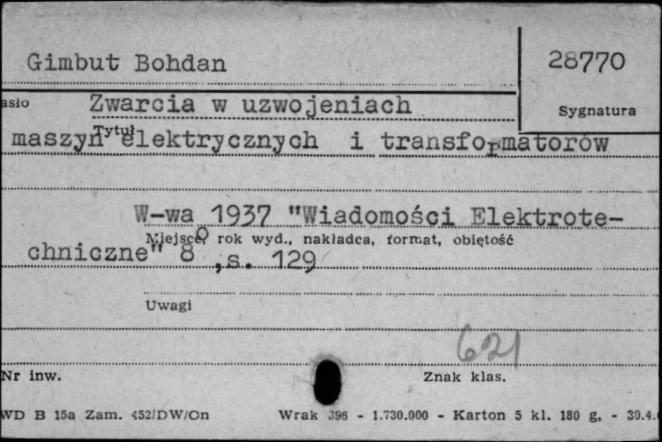 Gimbut Bohdan
28770
asło Zwarcia w uzwojeniach
Sygnatura
Tytuł
maszyn elektrycznych i transformatorów
W-wa 1937 "Wiadomości Elektrote-
Miejsce, rok wyd., nakładca, format, obiętość
chniczne" 8°, s. 129
Uwagi
621
Nr inw.
Znak klas.
WD B 15a Zam. 452/DW/On Wrak 396 - 1.730.000 - Karton 5 kl. 180 g. - 30.4.